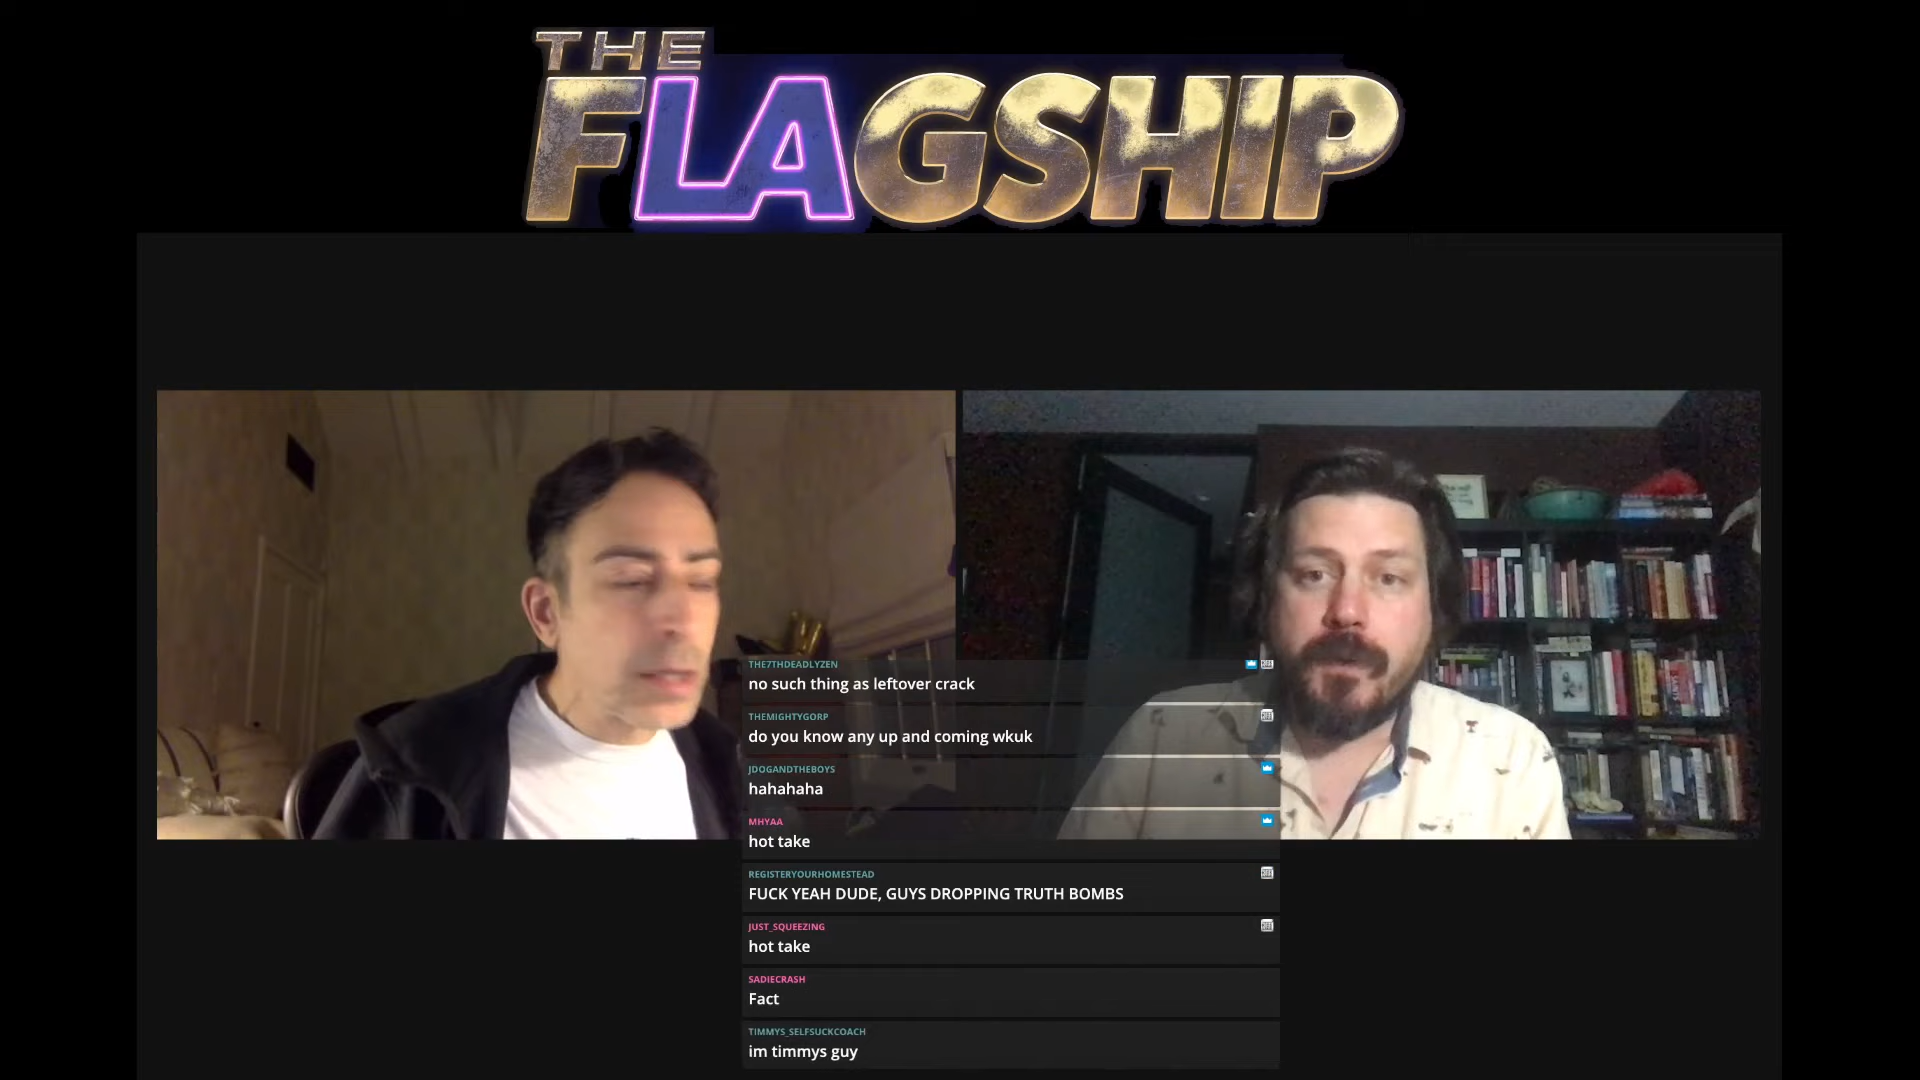 THE
FLAGSHIP
THE7THDEADLYZEN
no such thing as leftover crack
THEMIGHTYGORP
do you know any up and coming wkuk
JDOGANDTHEBOYS
hahahaha
MHYAA
hot take
REGISTERYOURHOMESTEAD
FUCK YEAH DUDE, GUYS DROPPING TRUTH BOMBS
JUST_SQUEEZING
hot take
SADIECRASH
Fact
TIMMYS_SELFSUCKCOACH
im timmys guy